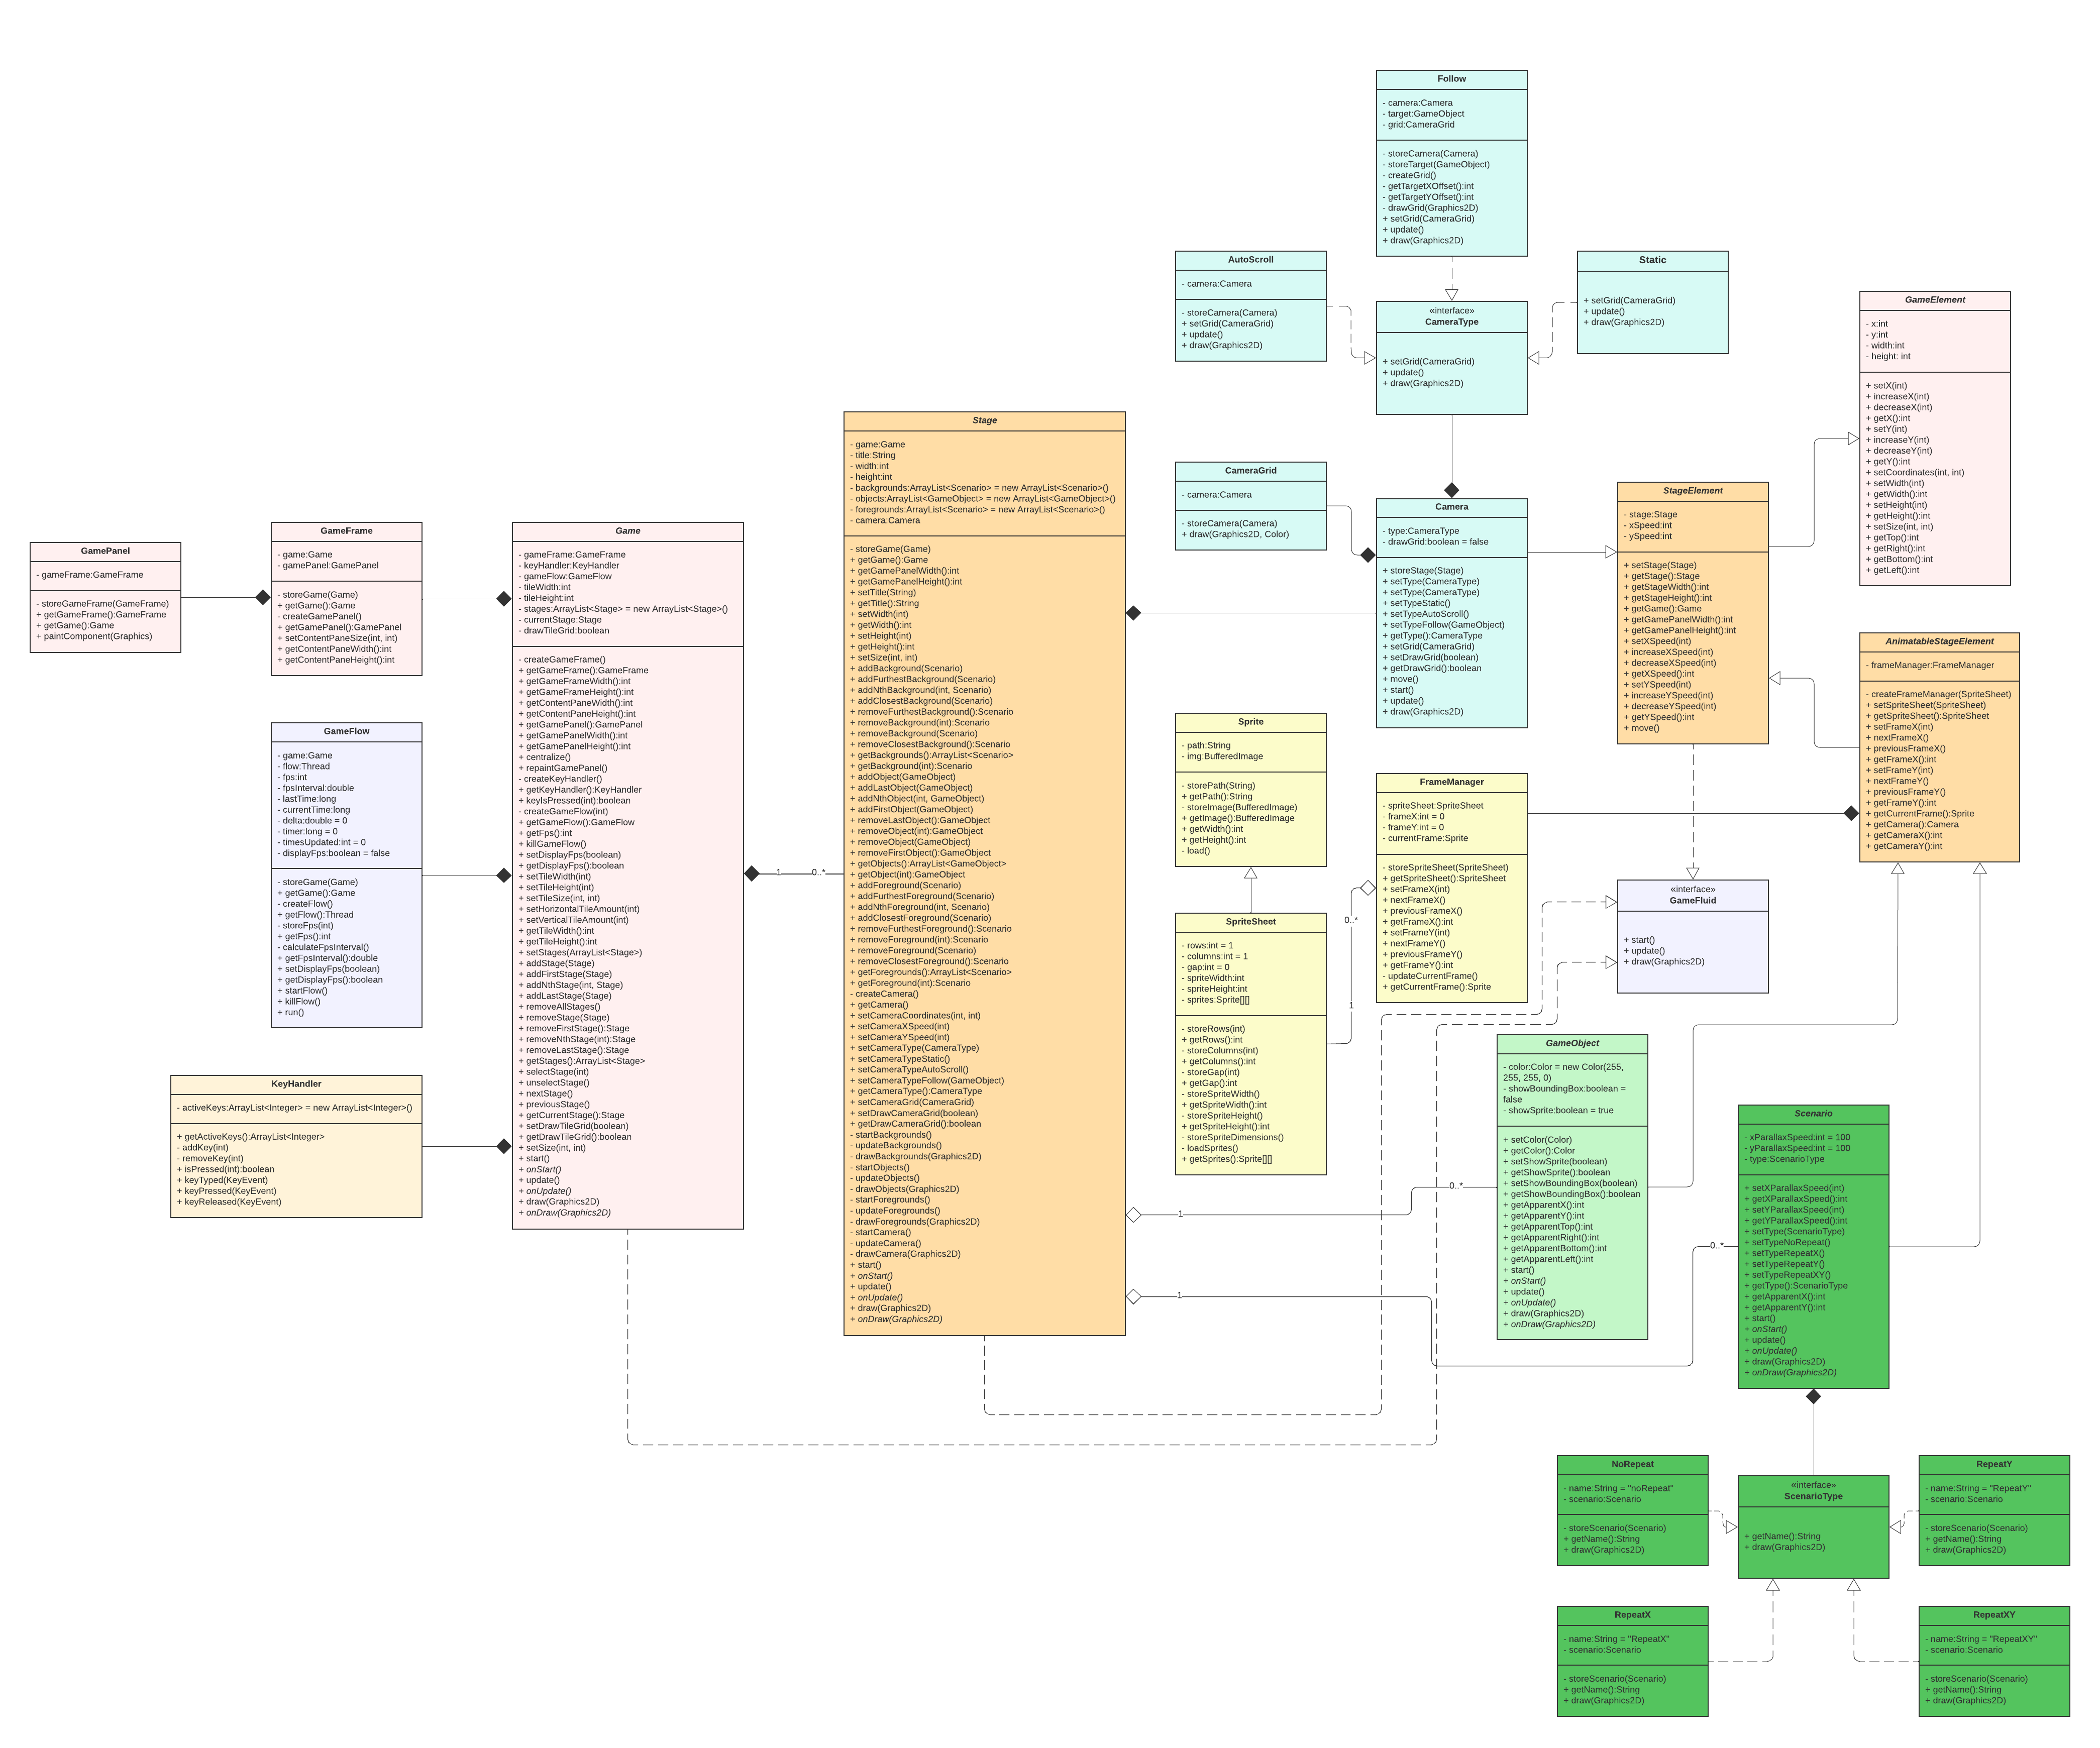 Follow
- camera:Camera
- target:GameObject
- grid:CameraGrid
- storeCamera(Camera)
- storeTarget(GameObject)
- createGrid()
- getTargetXOffset():int
- getTargetYOffset():int
- drawGrid(Graphics2D)
+ setGrid(CameraGrid)
+ update()
+ draw(Graphics2D)
AutoScroll
- camera:Camera
- storeCamera(Camera)
+ setGrid(CameraGrid)
+ update()
+ draw(Graphics2D)
«interface»
CameraType
+ setGrid(CameraGrid)
+ update()
+ draw(Graphics2D)
Static
+ setGrid(CameraGrid)
+ update()
+ draw(Graphics2D)
GameElement
- x:int
- y:int
- width:int
- height: int
+ setX(int)
+ increaseX(int)
+ decreaseX(int)
+ getX():int
+ setY(int)
+ increaseY(int)
+ decreaseY(int)
+ getY():int
+ setCoordinates(int, int)
+ setWidth(int)
+ getWidth():int
+ setHeight(int)
+ getHeight():int
+ setSize(int, int)
+ getTop():int
+ getRight():int
+ getBottom():int
+ getLeft():int
GamePanel
- gameFrame:GameFrame
- storeGameFrame(GameFrame)
+ getGameFrame():GameFrame
+ getGame():Game
+ paintComponent(Graphics)
GameFrame
- game:Game
- gamePanel:GamePanel
- storeGame(Game)
+ getGame():Game
- createGamePanel()
+ getGamePanel():GamePanel
+ setContentPaneSize(int, int)
+ getContentPaneWidth():int
+ getContentPaneHeight():int
GameFlow
- game:Game
- flow:Thread
- fps:int
- fpsInterval:double
- lastTime:long
- currentTime:long
- delta:double = 0
- timer:long = 0
- timesUpdated:int = 0
- displayFps:boolean = false
- storeGame(Game)
+ getGame():Game
- createFlow()
+ getFlow():Thread
- storeFps(int)
+ getFps():int
- calculateFpsInterval()
+ getFpsInterval():double
+ setDisplayFps(boolean)
+ getDisplayFps():boolean
+ startFlow()
+ killFlow()
+ run()
KeyHandler
- activeKeys:ArrayList<Integer> = new ArrayList<Integer>()
+ getActiveKeys():ArrayList<Integer>
- addKey(int)
- removeKey(int)
+ isPressed(int):boolean
+ keyTyped(KeyEvent)
+ keyPressed(KeyEvent)
+ keyReleased(KeyEvent)
Game
- gameFrame:GameFrame
- keyHandler:KeyHandler
- gameFlow:GameFlow
- tileWidth:int
- tileHeight:int
- stages:ArrayList<Stage> = new ArrayList<Stage>()
- currentStage:Stage
- drawTileGrid:boolean
- createGameFrame()
+ getGameFrame():GameFrame
+ getGameFrameWidth():int
+ getGameFrameHeight():int
+ getContentPaneWidth():int
+ getContentPaneHeight():int
+ getGamePanel():GamePanel
+ getGamePanelWidth():int
+ getGamePanelHeight():int
+ centralize()
+ repaintGamePanel()
- createKeyHandler()
+ getKeyHandler():KeyHandler
+ keyIsPressed(int):boolean
- createGameFlow(int)
+ getGameFlow():GameFlow
+ getFps():int
+ killGameFlow()
+ setDisplayFps(boolean)
+ getDisplayFps():boolean
+ setTileWidth(int)
+ setTileHeight(int)
+ setTileSize(int, int)
+ setHorizontalTileAmount(int)
+ setVerticalTileAmount(int)
+ getTileWidth():int
+ getTileHeight():int
+ setStages(ArrayList<Stage>)
+ addStage(Stage)
+ addFirstStage(Stage)
+ addNthStage(int, Stage)
+ addLastStage(Stage)
+ removeAllStages()
+ removeStage(Stage)
+ removeFirstStage():Stage
+ removeNthStage(int):Stage
+ removeLastStage():Stage
+ getStages():ArrayList<Stage>
+ selectStage(int)
+ unselectStage()
+ nextStage()
+ previousStage()
+ getCurrentStage():Stage
+ setDrawTileGrid(boolean)
+ getDrawTileGrid():boolean
+ setSize(int, int)
+ start()
+ onStart()
+ update()
+ onUpdate()
+ draw(Graphics2D)
+ onDraw(Graphics2D)
1
0..*
Stage
- game:Game
- title:String
- width:int
- height:int
- backgrounds:ArrayList<Scenario> = new ArrayList<Scenario>()
- objects:ArrayList<GameObject> = new ArrayList<GameObject>()
- foregrounds:ArrayList<Scenario> = new ArrayList<Scenario>()
- camera:Camera
- storeGame(Game)
+ getGame():Game
+ getGamePanelWidth():int
+ getGamePanelHeight():int
+ setTitle(String)
+ getTitle():String
+ setWidth(int)
+ getWidth():int
+ setHeight(int)
+ getHeight():int
+ setSize(int, int)
+ addBackground(Scenario)
+ addFurthestBackground(Scenario)
+ addNthBackground(int, Scenario)
+ addClosestBackground(Scenario)
+ removeFurthestBackground():Scenario
+ removeBackground(int):Scenario
+ removeBackground(Scenario)
+ removeClosestBackground():Scenario
+ getBackgrounds():ArrayList<Scenario>
+ getBackground(int):Scenario
+ addObject(GameObject)
+ addLastObject(GameObject)
+ addNthObject(int, GameObject)
+ addFirstObject(GameObject)
+ removeLastObject():GameObject
+ removeObject(int):GameObject
+ removeObject(GameObject)
+ removeFirstObject():GameObject
+ getObjects():ArrayList<GameObject>
+ getObject(int):GameObject
+ addForeground(Scenario)
+ addFurthestForeground(Scenario)
+ addNthForeground(int, Scenario)
+ addClosestForeground(Scenario)
+ removeFurthestForeground():Scenario
+ removeForeground(int):Scenario
+ removeForeground(Scenario)
+ removeClosestForeground():Scenario
+ getForegrounds():ArrayList<Scenario>
+ getForeground(int):Scenario
- createCamera()
+ getCamera()
+ setCameraCoordinates(int, int)
+ setCameraXSpeed(int)
+ setCameraYSpeed(int)
+ setCameraType(CameraType)
+ setCameraTypeStatic()
+ setCameraTypeAutoScroll()
+ setCameraTypeFollow(GameObject)
+ getCameraType():CameraType
+ setCameraGrid(CameraGrid)
+ setDrawCameraGrid(boolean)
+ getDrawCameraGrid():boolean
- startBackgrounds()
- updateBackgrounds()
- drawBackgrounds(Graphics2D)
- startObjects()
- updateObjects()
- drawObjects(Graphics2D)
- startForegrounds()
- updateForegrounds()
- drawForegrounds(Graphics2D)
- startCamera()
- updateCamera()
- drawCamera(Graphics2D)
+ start()
+ onStart()
+ update()
+ onUpdate()
+ draw(Graphics2D)
+ onDraw(Graphics2D)
CameraGrid
- camera:Camera
- storeCamera(Camera)
+ draw(Graphics2D, Color)
Camera
- type:CameraType
- drawGrid:boolean = false
+ storeStage(Stage)
+ setType(CameraType)
+ setType(CameraType)
+ setTypeStatic()
+ setTypeAutoScroll()
+ setTypeFollow(GameObject)
+ getType():CameraType
+ setGrid(CameraGrid)
+ setDrawGrid(boolean)
+ getDrawGrid():boolean
+ move()
+ start()
+ update()
+ draw(Graphics2D)
StageElement
- stage:Stage
- xSpeed:int
- ySpeed:int
+ setStage(Stage)
+ getStage():Stage
+ getStageWidth():int
+ getStageHeight():int
+ getGame():Game
+ getGamePanelWidth():int
+ getGamePanelHeight():int
+ setXSpeed(int)
+ increaseXSpeed(int)
+ decreaseXSpeed(int)
+ getXSpeed():int
+ setYSpeed(int)
+ increaseYSpeed(int)
+ decreaseYSpeed(int)
+ getYSpeed():int
+ move()
AnimatableStageElement
- frameManager:FrameManager
- createFrameManager(SpriteSheet)
+ setSpriteSheet(SpriteSheet)
+ getSpriteSheet():SpriteSheet
+ setFrameX(int)
+ nextFrameX()
+ previousFrameX()
+ getFrameX():int
+ setFrameY(int)
+ nextFrameY()
+ previousFrameY()
+ getFrameY():int
+ getCurrentFrame():Sprite
+ getCamera():Camera
+ getCameraX():int
+ getCameraY():int
Sprite
- path:String
- img:BufferedImage
- storePath(String)
+ getPath():String
- storeImage(BufferedImage)
+ getImage():BufferedImage
+ getWidth():int
+ getHeight():int
- load()
FrameManager
- spriteSheet:SpriteSheet
- frameX:int = 0
- frameY:int = 0
- currentFrame:Sprite
- storeSpriteSheet(SpriteSheet)
+ getSpriteSheet():SpriteSheet
+ setFrameX(int)
+ nextFrameX()
+ previousFrameX()
+ getFrameX():int
+ setFrameY(int)
+ nextFrameY()
+ previousFrameY()
+ getFrameY():int
- updateCurrentFrame()
+ getCurrentFrame():Sprite
0..*
1
SpriteSheet
- rows:int = 1
- columns:int = 1
- gap:int = 0
- spriteWidth:int
- spriteHeight:int
- sprites:Sprite[][]
- storeRows(int)
+ getRows():int
- storeColumns(int)
+ getColumns():int
- storeGap(int)
+ getGap():int
- storeSpriteWidth()
+ getSpriteWidth():int
- storeSpriteHeight()
+ getSpriteHeight():int
- storeSpriteDimensions()
- loadSprites()
+ getSprites():Sprite[][]
«interface»
GameFluid
+ start()
+ update()
+ draw(Graphics2D)
GameObject
- color:Color = new Color(255,
255, 255, 0)
- showBoundingBox:boolean =
false
- showSprite:boolean = true
+ setColor(Color)
+ getColor():Color
+ setShowSprite(boolean)
+ getShowSprite():boolean
+ setShowBoundingBox(boolean)
+ getShowBoundingBox():boolean
+ getApparentX():int
+ getApparentY():int
+ getApparentTop():int
+ getApparentRight():int
+ getApparentBottom():int
+ getApparentLeft():int
+ start()
+ onStart()
+ update()
+ onUpdate()
+ draw(Graphics2D)
+ onDraw(Graphics2D)
0..*
1
0..*
1
Scenario
- xParallaxSpeed:int = 100
- yParallaxSpeed:int = 100
- type:ScenarioType
+ setXParallaxSpeed(int)
+ getXParallaxSpeed():int
+ setYParallaxSpeed(int)
+ getYParallaxSpeed():int
+ setType(ScenarioType)
+ setTypeNoRepeat()
+ setTypeRepeatX()
+ setTypeRepeatY()
+ setTypeRepeatXY()
+ getType():ScenarioType
+ getApparentX():int
+ getApparentY():int
+ start()
+ onStart()
+ update()
+ onUpdate()
+ draw(Graphics2D)
+ onDraw(Graphics2D)
NoRepeat
- name:String = "noRepeat"
- scenario:Scenario
- storeScenario(Scenario)
+ getName():String
+ draw(Graphics2D)
«interface»
ScenarioType
+ getName():String
+ draw(Graphics2D)
RepeatY
- name:String = "RepeatY"
- scenario:Scenario
- storeScenario(Scenario)
+ getName():String
+ draw(Graphics2D)
RepeatX
- name:String = "RepeatX"
- scenario:Scenario
- storeScenario(Scenario)
+ getName():String
+ draw(Graphics2D)
RepeatXY
- name:String = "RepeatXY"
- scenario:Scenario
- storeScenario(Scenario)
+ getName():String
+ draw(Graphics2D)